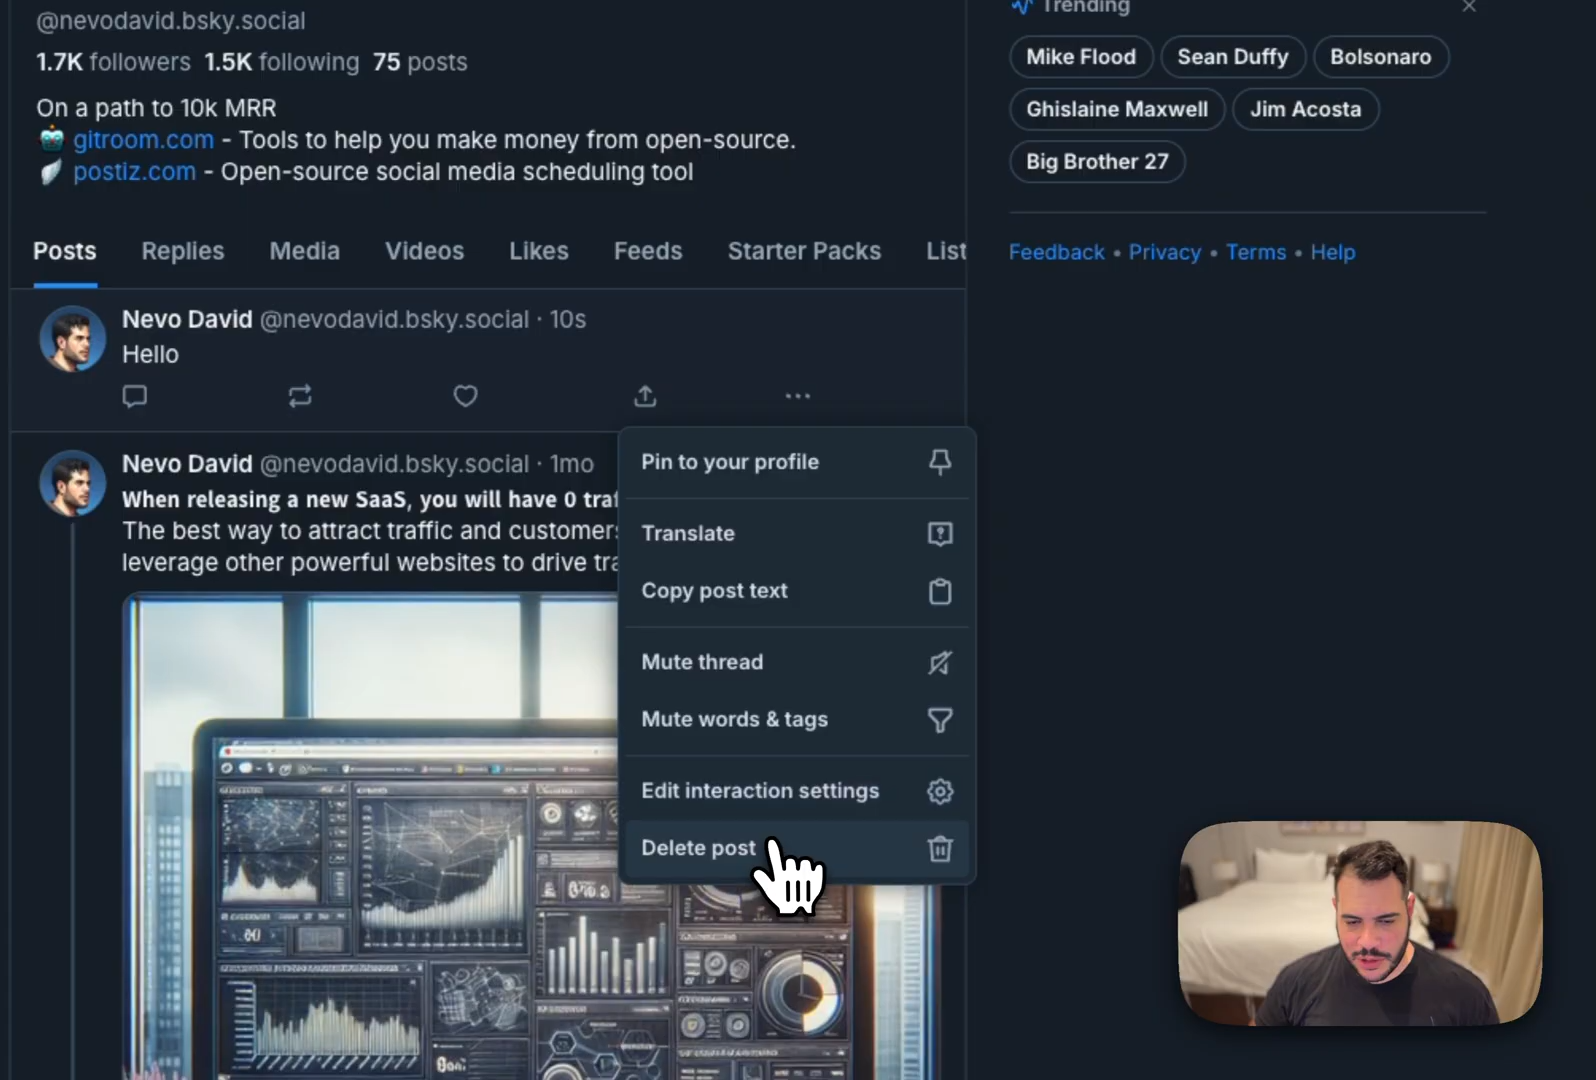 @nevodavid.bsky.social
1.7K followers 1.5K following 75 posts
On a path to 10k MRR
gitroom.com - Tools to help you make money from open-source.
postiz.com - Open-source social media scheduling tool
Posts Replies Media Videos Likes Feeds Starter Packs List
Nevo David @nevodavid.bsky.social · 10s
Hello
Nevo David @nevodavid.bsky.social · 1mo
When releasing a new SaaS, you will have 0
The best way to attract traffic and customers
leverage other powerful websites to drive
Pin to your profile
Translate
Copy post text
Mute thread
Mute words & tags
Edit interaction settings
Delete post
Trending
Mike Flood Sean Duffy Bolsonaro
Ghislaine Maxwell Jim Acosta
Big Brother 27
Feedback • Privacy • Terms • Help